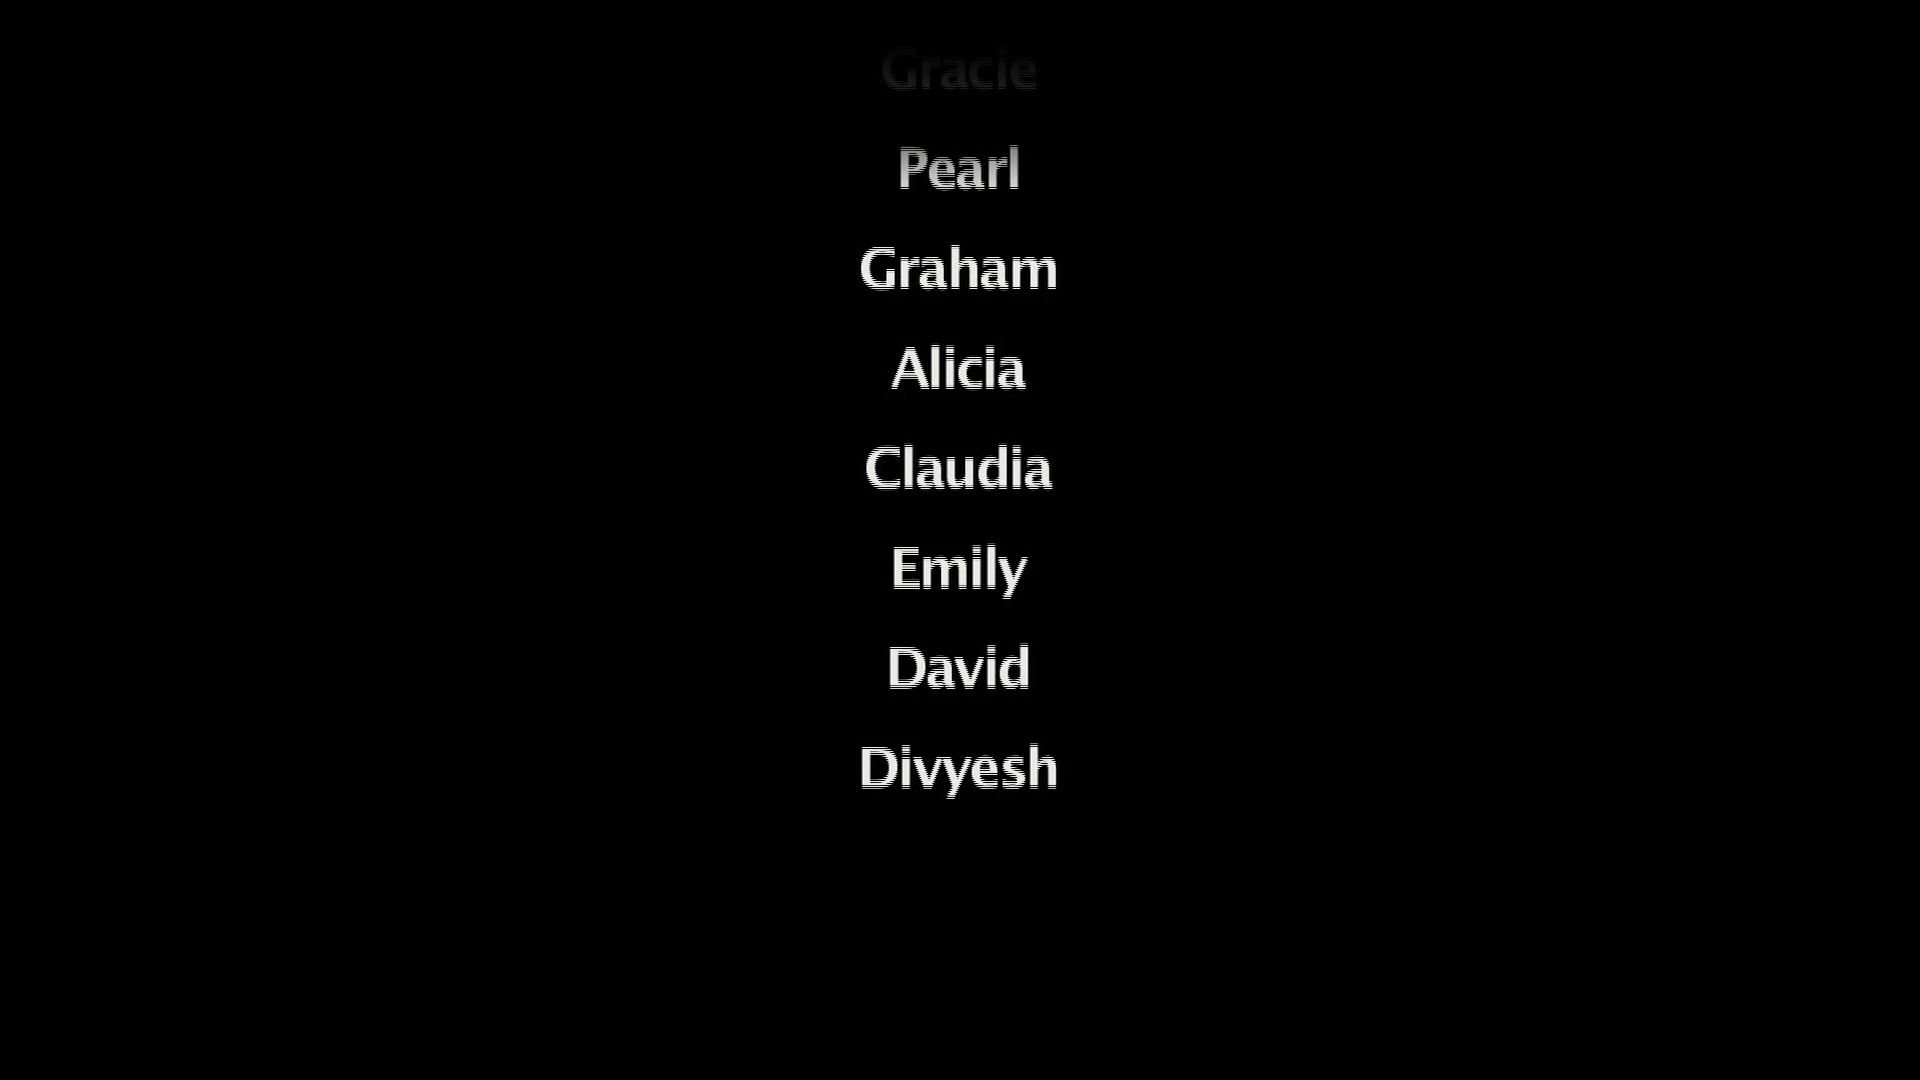 Gracie
Pearl
Graham
Alicia
Claudia
Emily
David
Divyesh